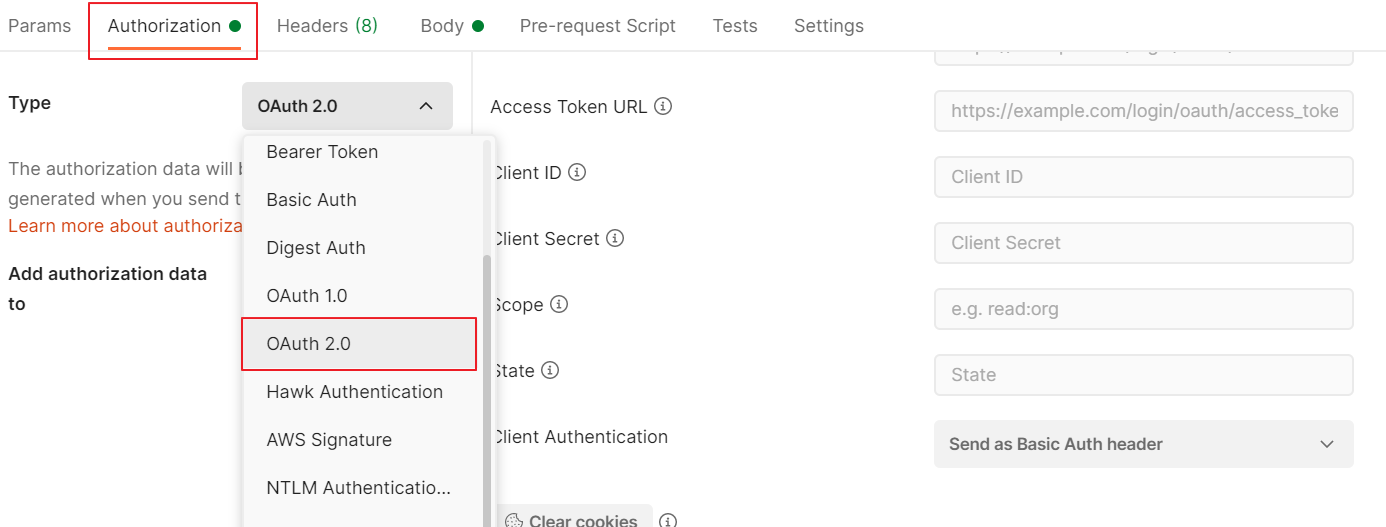 Params
Authorization
Headers (8)
Body
Pre-request Script
Tests
Settings
Type
OAuth 2.0
The authorization data will
generated when you send
Learn more about authoriza
Add authorization data
to
Bearer Token
Basic Auth
Digest Auth
OAuth 1.0
OAuth 2.0
Hawk Authentication
AWS Signature
NTLM Authenticatio...
Access Token URL
https://example.com/login/oauth/access_toke
Client ID
Client ID
Client Secret
Client Secret
Scope
e.g. read:org
State
State
Client Authentication
Send as Basic Auth header
Clear cookies